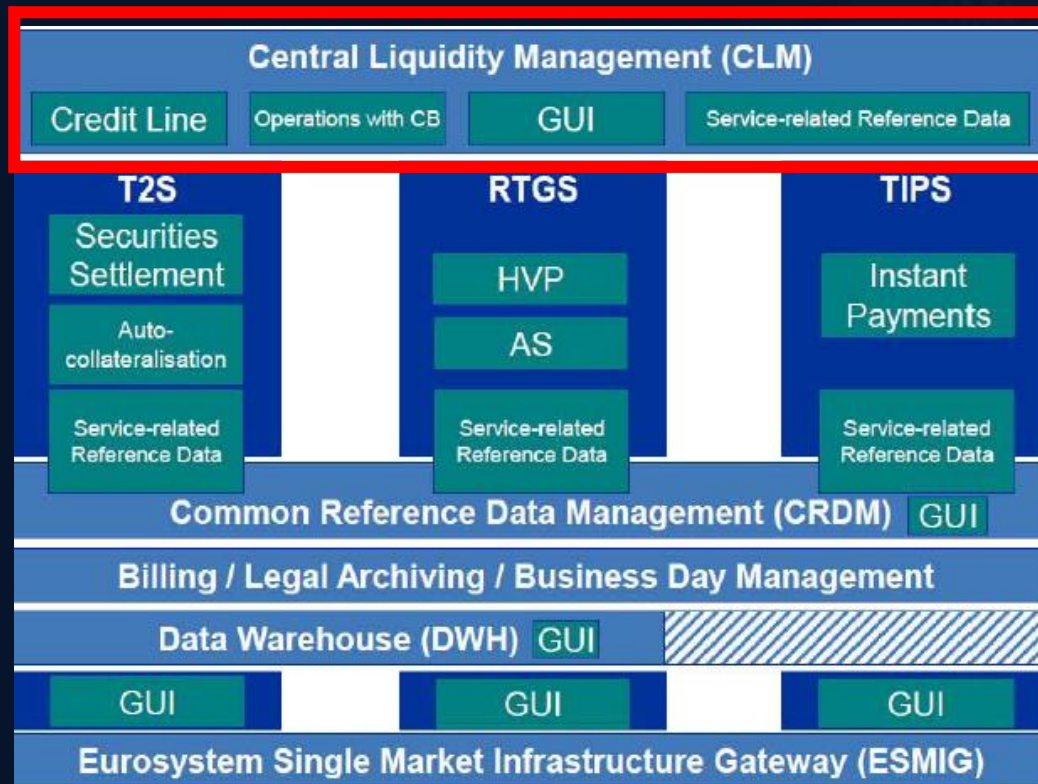 Central Liquidity Management (CLM)
Credit Line
Operations with CB
GUI
Service-related Reference Data
T2S
RTGS
TIPS
Securities
Settlement
HVP
Instant
Payments
Auto-
collateralisation
AS
Service-related
Reference Data
Service-related
Reference Data
Service-related
Reference Data
Common Reference Data Management (CRDM) GUI
Billing / Legal Archiving / Business Day Management
Data Warehouse (DWH) GUI
GUI
GUI
GUI
Eurosystem Single Market Infrastructure Gateway (ESMIG)